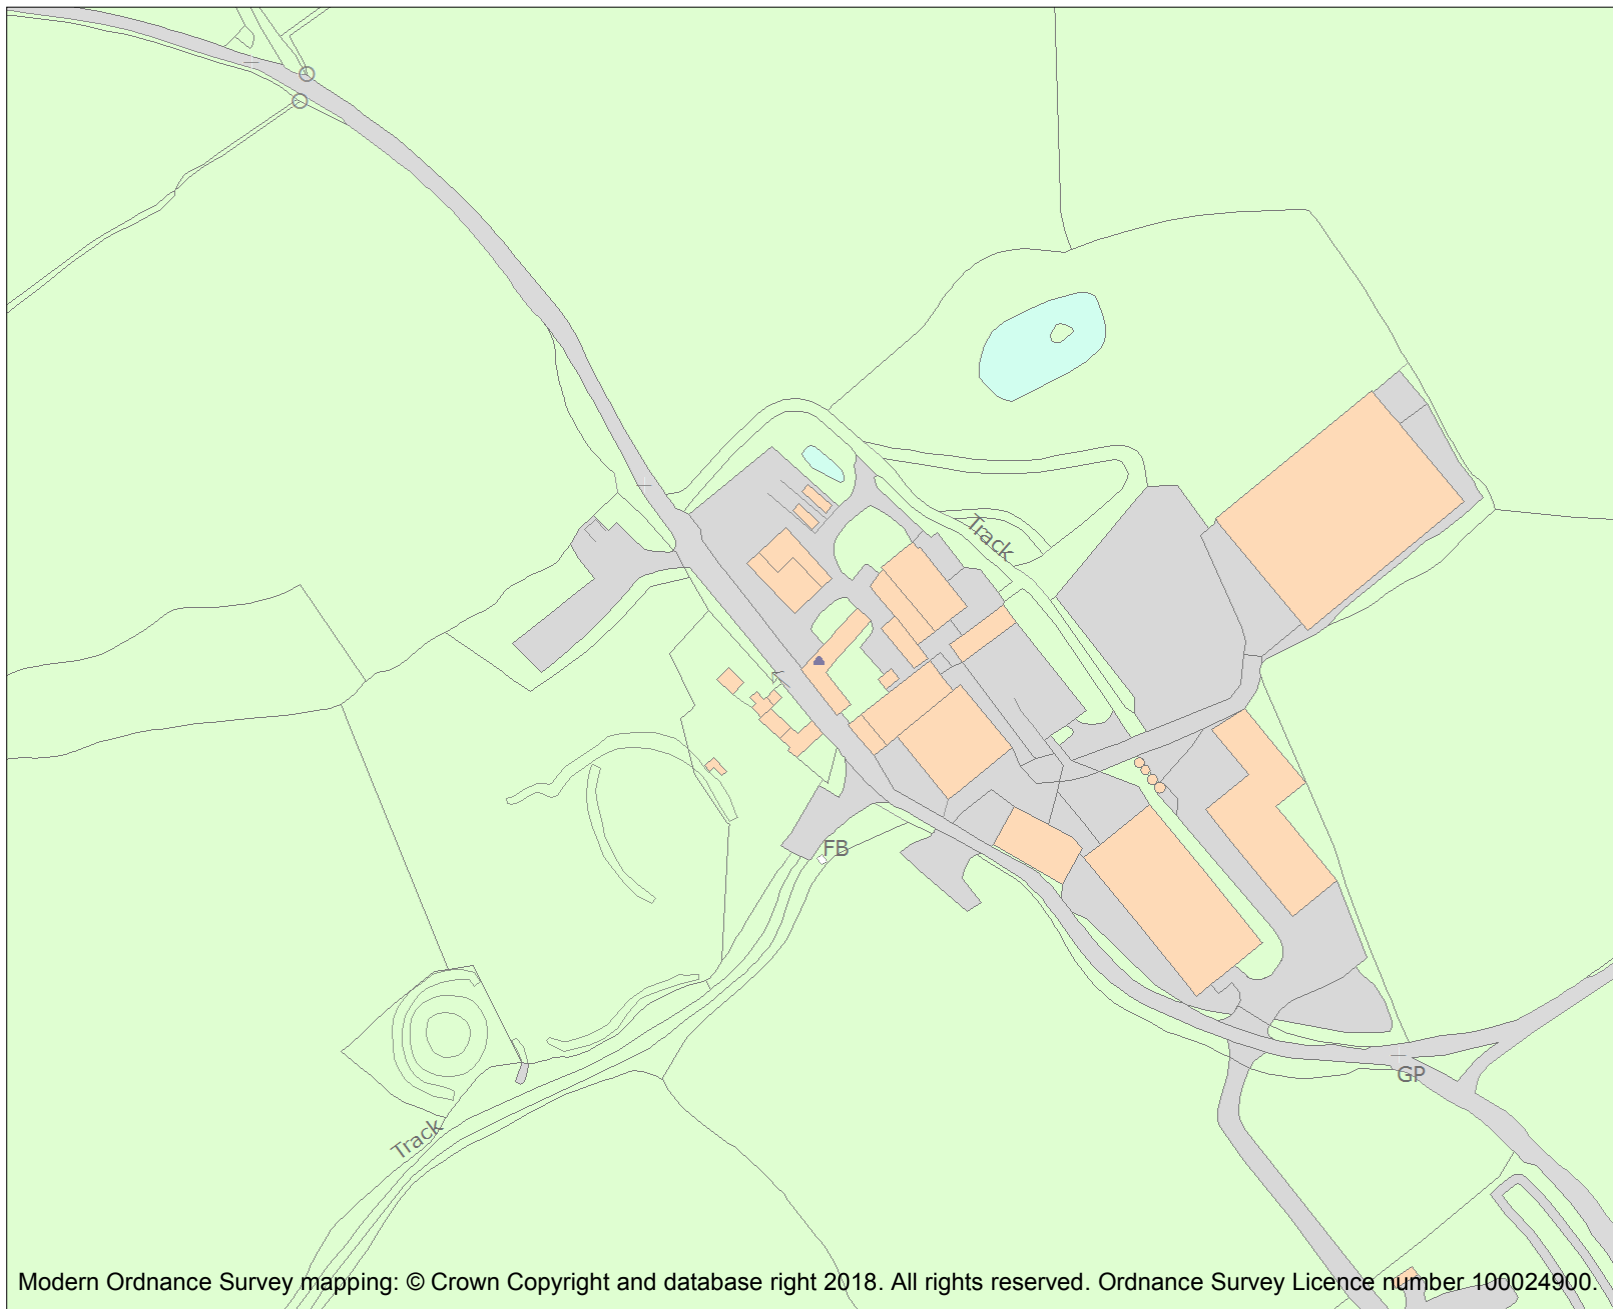 Track
FB
GP
Track
Modern Ordnance Survey mapping: © Crown Copyright and database right 2018. All rights reserved. Ordnance Survey Licence number 100024900.